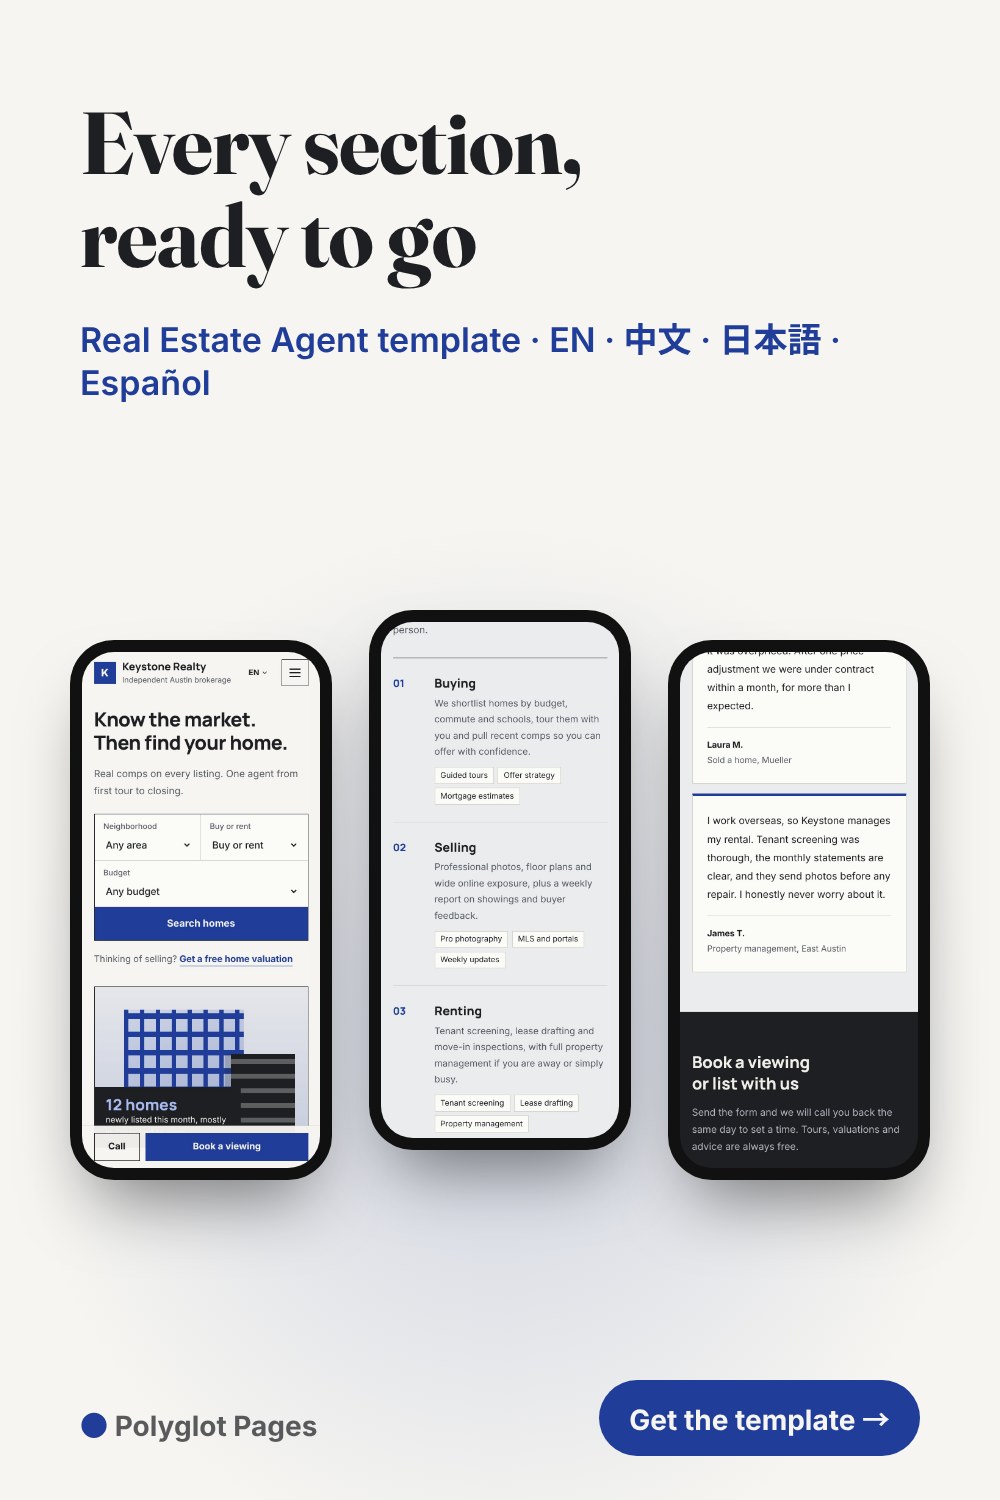 Every section,
ready to go
Real Estate Agent template · EN · 中文 · 日本語 ·
Español
K
Keystone Realty
Independent Austin brokerage
EN
Know the market.
Then find your home.
Real comps on every listing. One agent from
first tour to closing.
Neighborhood
Any area
Buy or rent
Buy or rent
Budget
Any budget
Search homes
Thinking of selling? Get a free home valuation
12 homes
newly listed this month, mostly
Call
Book a viewing
person.
01
Buying
We shortlist homes by budget,
commute and schools, tour them with
you and pull recent comps so you can
offer with confidence.
Guided tours
Offer strategy
Mortgage estimates
02
Selling
Professional photos, floor plans and
wide online exposure, plus a weekly
report on showings and buyer
feedback.
Pro photography
MLS and portals
Weekly updates
03
Renting
Tenant screening, lease drafting and
move-in inspections, with full property
management if you are away or simply
busy.
Tenant screening
Lease drafting
Property management
it was overpriced. After one price
adjustment we were under contract
within a month, for more than I
expected.
Laura M.
Sold a home, Mueller
I work overseas, so Keystone manages
my rental. Tenant screening was
thorough, the monthly statements are
clear, and they send photos before any
repair. I honestly never worry about it.
James T.
Property management, East Austin
Book a viewing
or list with us
Send the form and we will call you back the
same day to set a time. Tours, valuations and
advice are always free.
Polyglot Pages
Get the template →